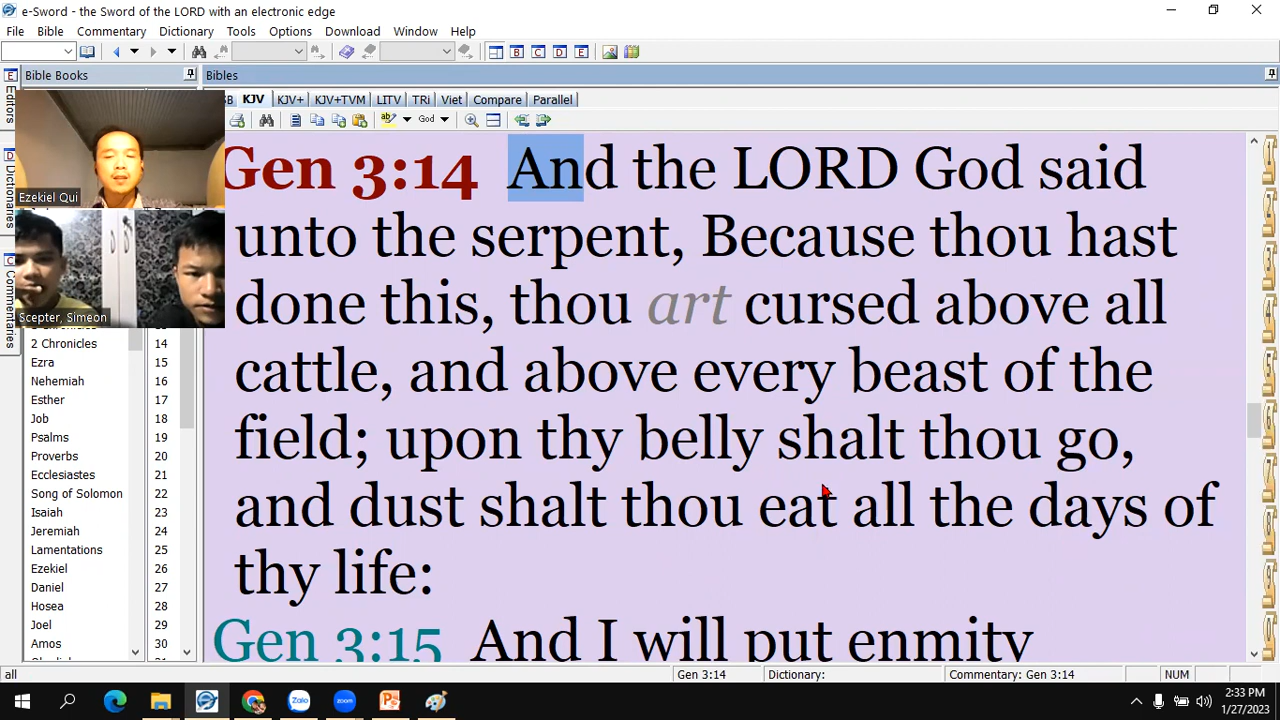 e-Sword - the Sword of the LORD with an electronic edge
File Bible Commentary Dictionary Tools Options Download Window Help
B C D E
Bible Books
Bibles
Editors
Dictionaries
Commentaries
SB KJV KJV+ KJV+TVM LITV TRi Viet Compare Parallel
God
Ezekiel Qui
Scepter, Simeon
Gen 3:14 And the LORD God said
unto the serpent, Because thou hast
done this, thou art cursed above all
cattle, and above every beast of the
field; upon thy belly shalt thou go,
and dust shalt thou eat all the days of
thy life:
Gen 3:15 And I will put enmity
2 Chronicles 14
Ezra 15
Nehemiah 16
Esther 17
Job 18
Psalms 19
Proverbs 20
Ecclesiastes 21
Song of Solomon 22
Isaiah 23
Jeremiah 24
Lamentations 25
Ezekiel 26
Daniel 27
Hosea 28
Joel 29
Amos 30
all
Gen 3:14 Dictionary: Commentary: Gen 3:14 NUM
Zalo zoom
2:33 PM
1/27/2023